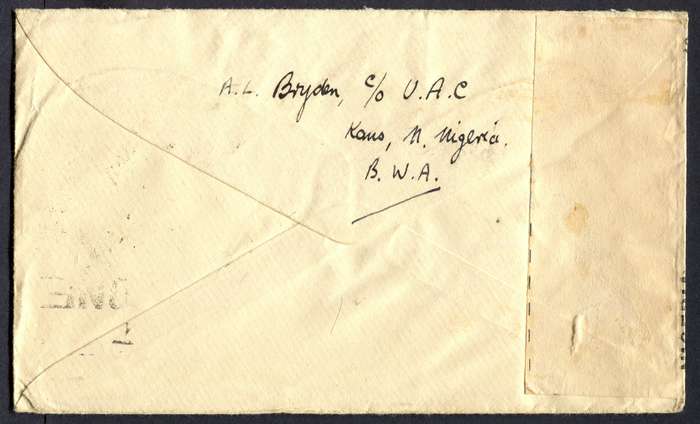 A.L. Bryden, c/o U.A.C
Kano, N. Nigeria.
B.W.A.